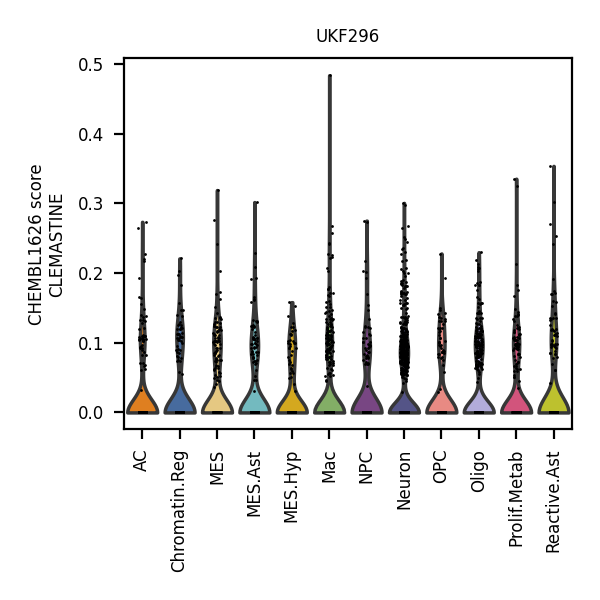 UKF296
CHEMBL1626 score
CLEMASTINE
0.5
0.4
0.3
0.2
0.1
0.0
AC
Chromatin.Reg
MES
MES.Ast
MES.Hyp
Mac
NPC
Neuron
OPC
Oligo
Prolif.Metab
Reactive.Ast